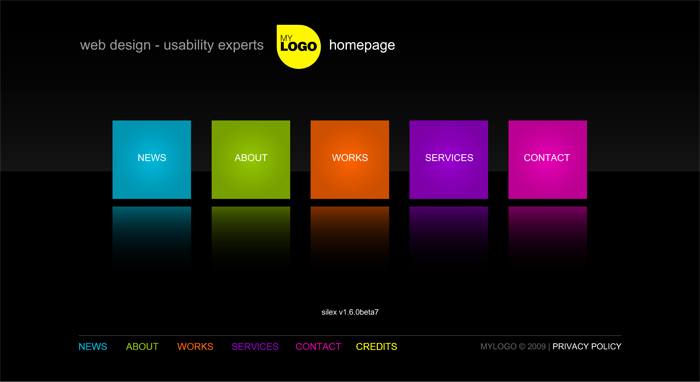 web design - usability experts
MY
LOGO
homepage
NEWS
ABOUT
WORKS
SERVICES
CONTACT
silex v1.6.0beta7
NEWS ABOUT WORKS SERVICES CONTACT CREDITS
MYLOGO © 2009 | PRIVACY POLICY